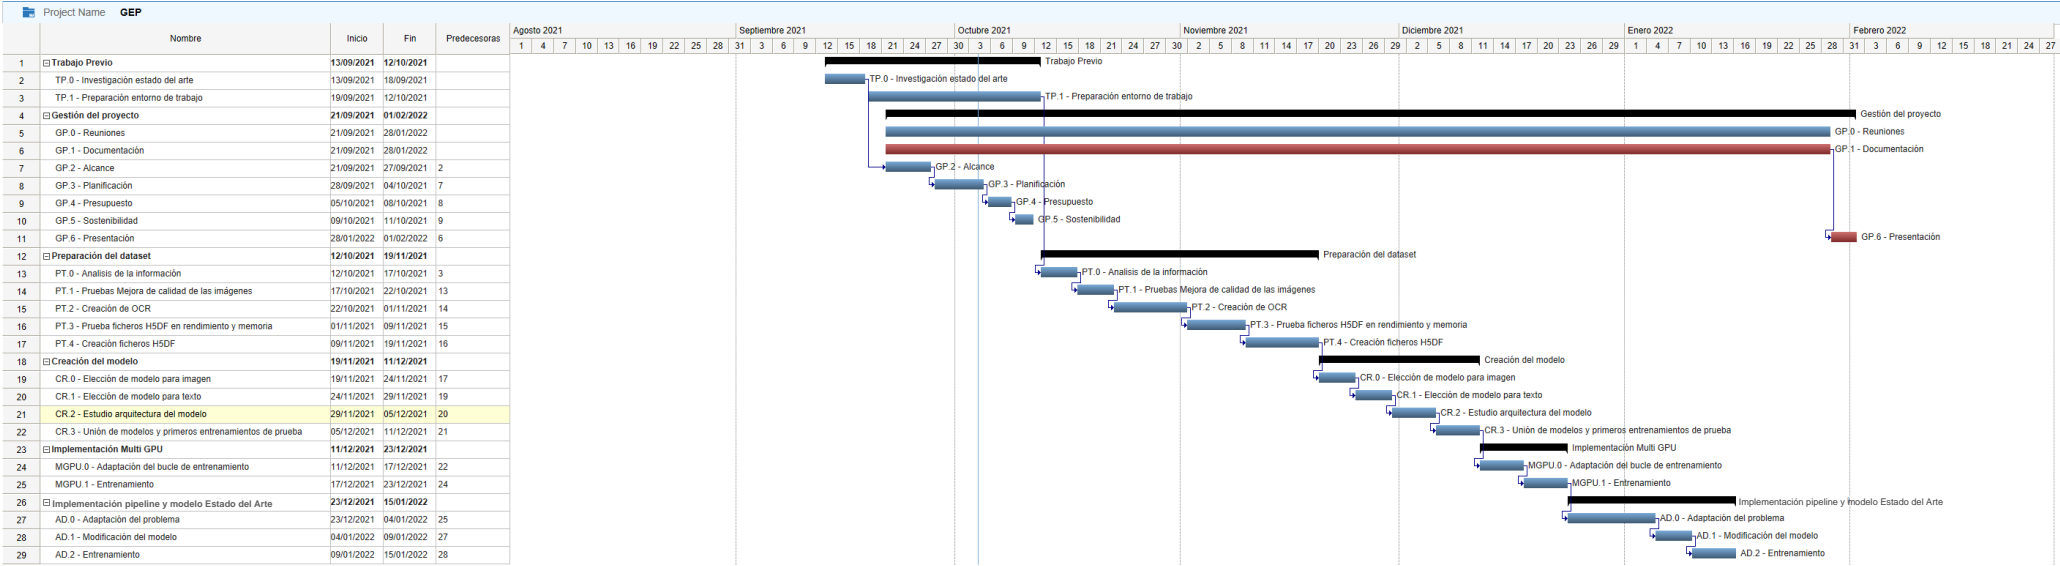 Project Name GEP
Nombre Inicio Fin Predecesoras
Agosto 2021 Septiembre 2021 Octubre 2021 Noviembre 2021 Diciembre 2021 Enero 2022 Febrero 2022
1 4 7 10 13 16 19 22 25 28 31 3 6 9 12 15 18 21 24 27 30 3 6 9 12 15 18 21 24 27 30 2 5 8 11 14 17 20 23 26 29 2 5 8 11 14 17 20 23 26 29 1 4 7 10 13 16 19 22 25 28 31 3 6 9 12 15 18 21 24 27
1 Trabajo Previo 13/09/2021 12/10/2021 Trabajo Previo
2 TP.0 - Investigación estado del arte 13/09/2021 18/09/2021 TP.0 - Investigación estado del arte
3 TP.1 - Preparación entorno de trabajo 19/09/2021 12/10/2021 TP.1 - Preparación entorno de trabajo
4 Gestión del proyecto 21/09/2021 01/02/2022 Gestión del proyecto
5 GP.0 - Reuniones 21/09/2021 28/01/2022 GP.0 - Reuniones
6 GP.1 - Documentación 21/09/2021 28/01/2022 GP.1 - Documentación
7 GP.2 - Alcance 21/09/2021 27/09/2021 2 GP.2 - Alcance
8 GP.3 - Planificación 28/09/2021 04/10/2021 7 GP.3 - Planificación
9 GP.4 - Presupuesto 05/10/2021 08/10/2021 8 GP.4 - Presupuesto
10 GP.5 - Sostenibilidad 09/10/2021 11/10/2021 9 GP.5 - Sostenibilidad
11 GP.6 - Presentación 28/01/2022 01/02/2022 6 GP.6 - Presentación
12 Preparación del dataset 12/10/2021 19/11/2021 Preparación del dataset
13 PT.0 - Analisis de la información 12/10/2021 17/10/2021 3 PT.0 - Analisis de la información
14 PT.1 - Pruebas Mejora de calidad de las imágenes 17/10/2021 22/10/2021 13 PT.1 - Pruebas Mejora de calidad de las imágenes
15 PT.2 - Creación de OCR 22/10/2021 01/11/2021 14 PT.2 - Creación de OCR
16 PT.3 - Prueba ficheros H5DF en rendimiento y memoria 01/11/2021 09/11/2021 15 PT.3 - Prueba ficheros H5DF en rendimiento y memoria
17 PT.4 - Creación ficheros H5DF 09/11/2021 19/11/2021 16 PT.4 - Creación ficheros H5DF
18 Creación del modelo 19/11/2021 11/12/2021 Creación del modelo
19 CR.0 - Elección de modelo para imagen 19/11/2021 24/11/2021 17 CR.0 - Elección de modelo para imagen
20 CR.1 - Elección de modelo para texto 24/11/2021 29/11/2021 19 CR.1 - Elección de modelo para texto
21 CR.2 - Estudio arquitectura del modelo 29/11/2021 05/12/2021 20 CR.2 - Estudio arquitectura del modelo
22 CR.3 - Unión de modelos y primeros entrenamientos de prueba 05/12/2021 11/12/2021 21 CR.3 - Unión de modelos y primeros entrenamientos de prueba
23 Implementación Multi GPU 11/12/2021 23/12/2021 Implementación Multi GPU
24 MGPU.0 - Adaptación del bucle de entrenamiento 11/12/2021 17/12/2021 22 MGPU.0 - Adaptación del bucle de entrenamiento
25 MGPU.1 - Entrenamiento 17/12/2021 23/12/2021 24 MGPU.1 - Entrenamiento
26 Implementación pipeline y modelo Estado del Arte 23/12/2021 15/01/2022 Implementación pipeline y modelo Estado del Arte
27 AD.0 - Adaptación del problema 23/12/2021 04/01/2022 25 AD.0 - Adaptación del problema
28 AD.1 - Modificación del modelo 04/01/2022 09/01/2022 27 AD.1 - Modificación del modelo
29 AD.2 - Entrenamiento 09/01/2022 15/01/2022 28 AD.2 - Entrenamiento